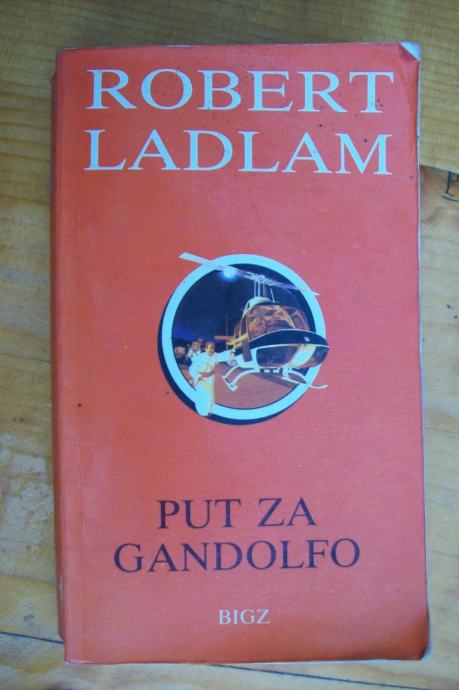 ROBERT
LADLAM
PUT ZA
GANDOLFO
BIGZ